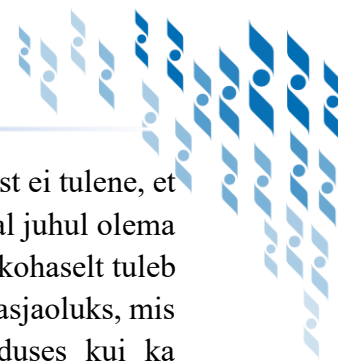 st ei tulene, et
al juhul olema
kohaselt tuleb
asjaoluks, mis
duses kui ka